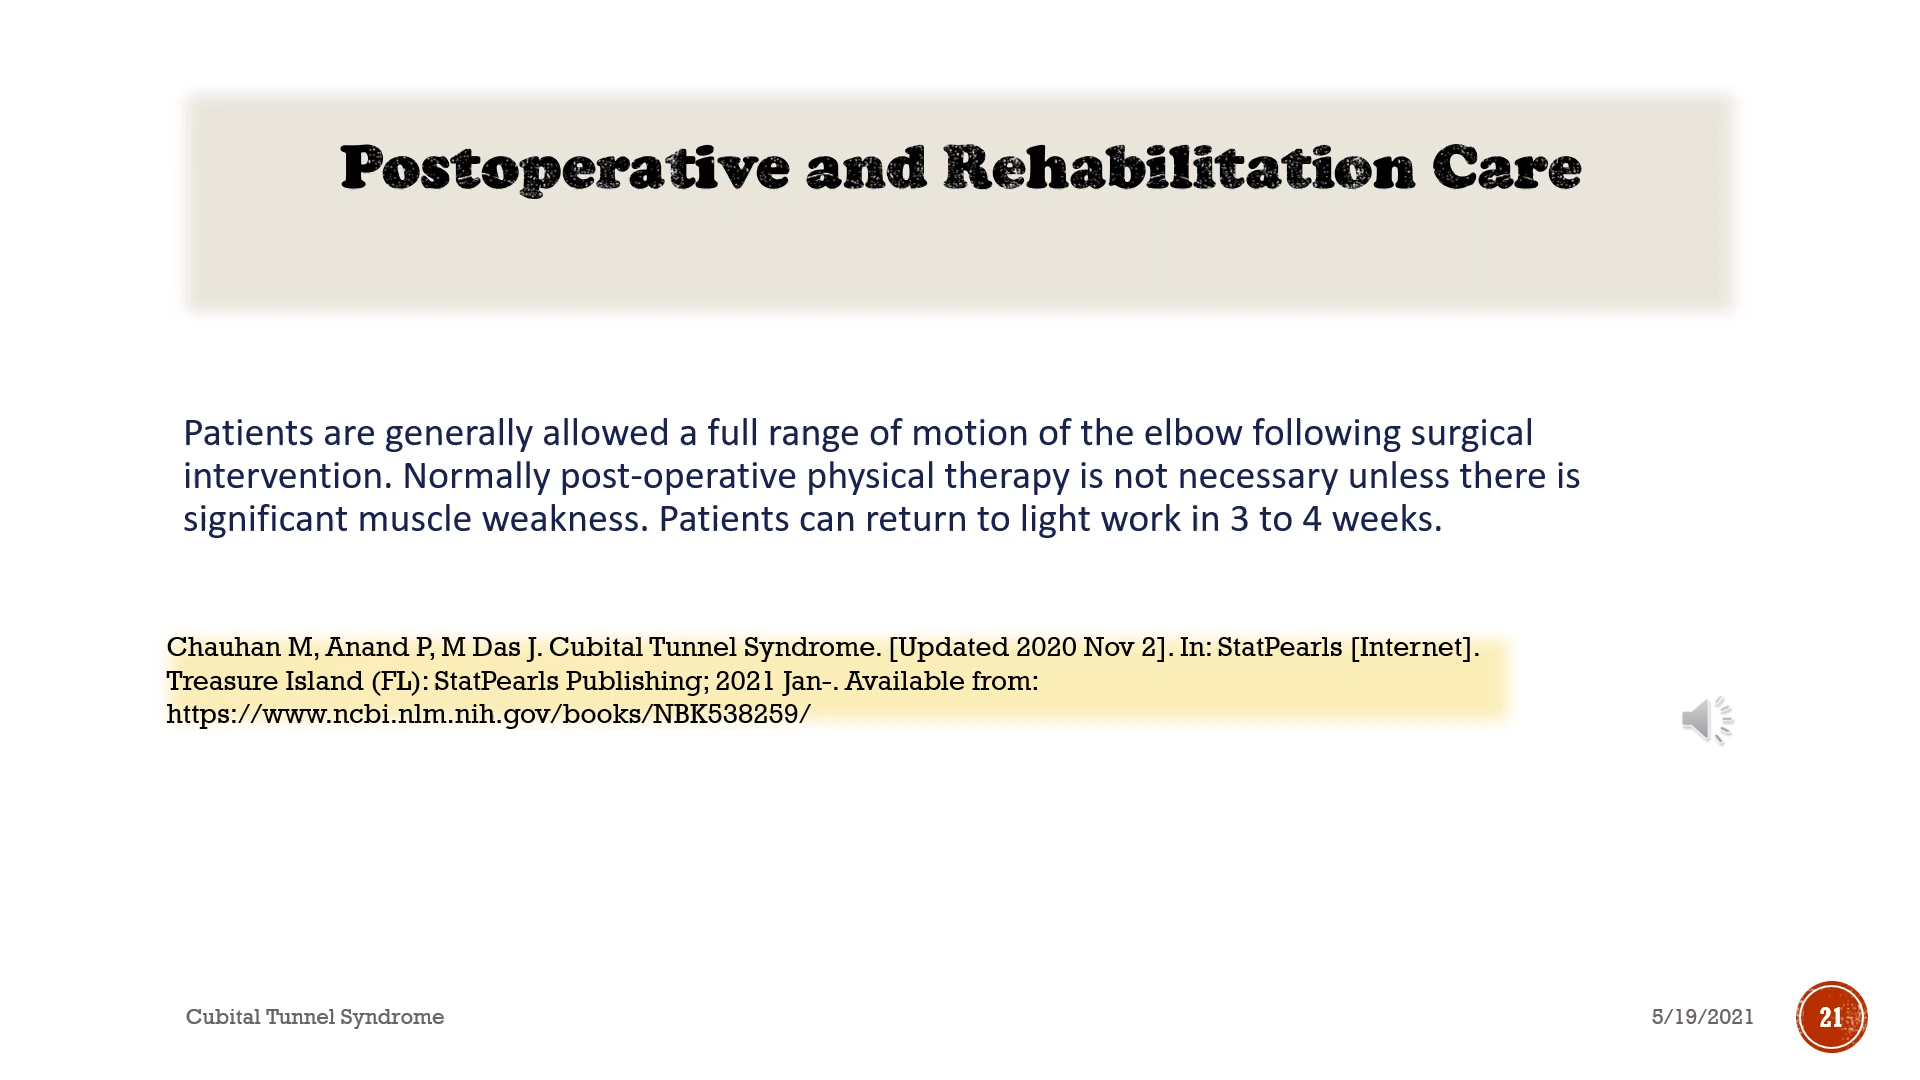 Postoperative and Rehabilitation Care
Patients are generally allowed a full range of motion of the elbow following surgical
intervention. Normally post-operative physical therapy is not necessary unless there is
significant muscle weakness. Patients can return to light work in 3 to 4 weeks.
Chauhan M, Anand P, M Das J. Cubital Tunnel Syndrome. [Updated 2020 Nov 2]. In: StatPearls [Internet].
Treasure Island (FL): StatPearls Publishing; 2021 Jan-. Available from:
https://www.ncbi.nlm.nih.gov/books/NBK538259/
Cubital Tunnel Syndrome
5/19/2021
21